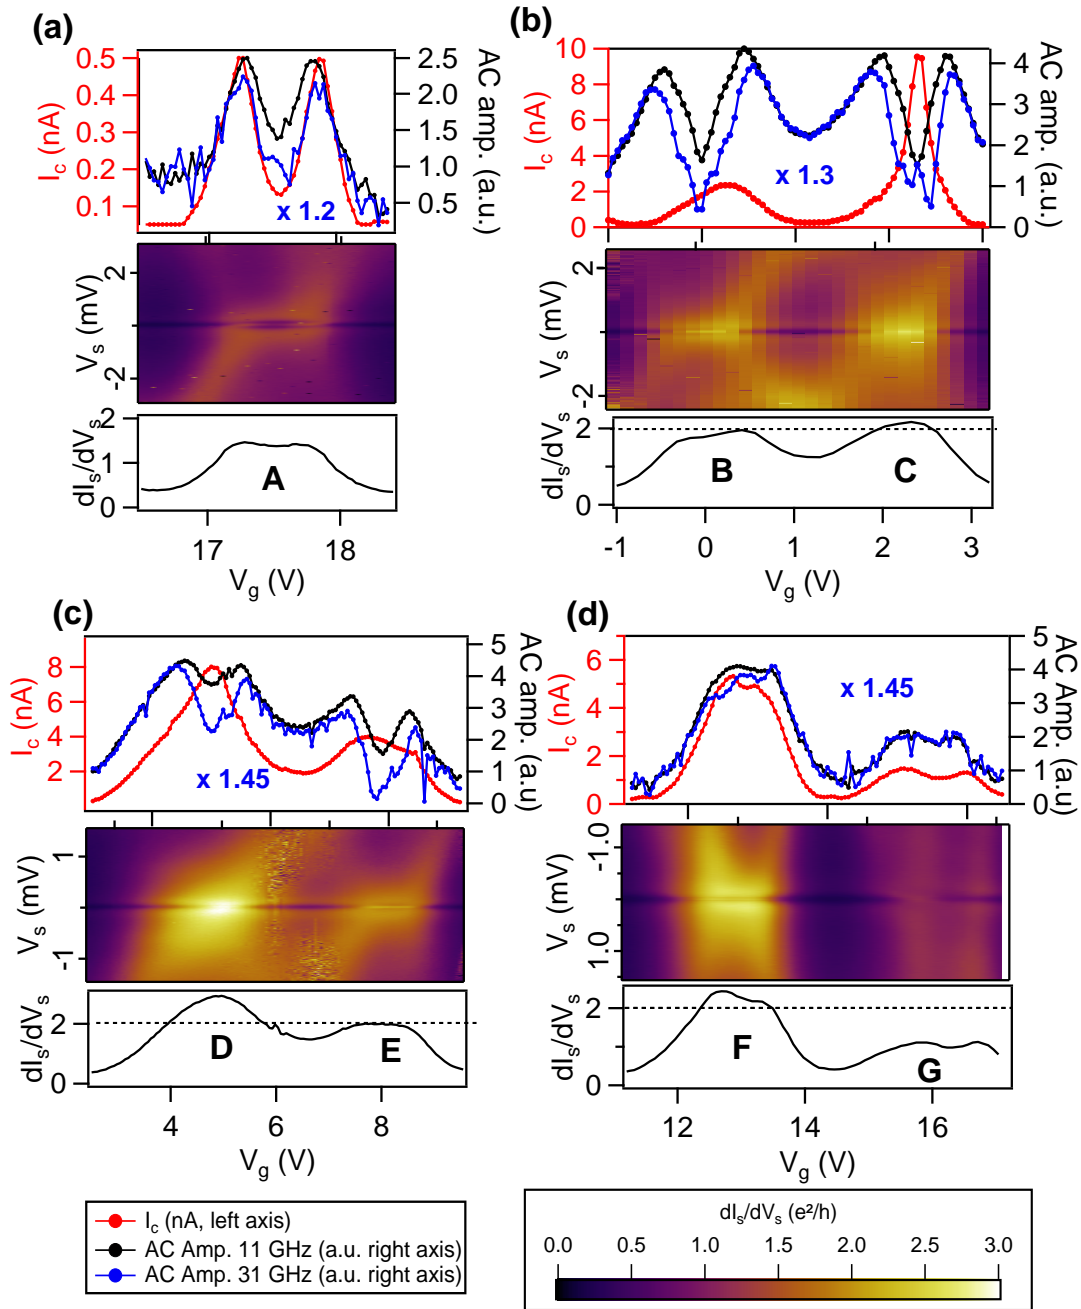 (a)
I_c (nA)
0.5
0.4
0.3
0.2
0.1
2.5
2.0
1.5
1.0
0.5
AC amp. (a.u.)
x 1.2
V_s (mV)
2
-2
dI_s/dV_s
2
1
0
A
17 18
V_g (V)
(b)
I_c (nA)
10
8
6
4
2
0
4
3
2
1
0
AC amp. (a.u.)
x 1.3
V_s (mV)
2
-2
dI_s/dV_s
2
0
B C
-1 0 1 2 3
V_g (V)
(c)
I_c (nA)
8
6
4
2
5
4
3
2
1
0
AC Amp. (a.u)
x 1.45
V_s (mV)
1
-1
dI_s/dV_s
2
0
D E
4 6 8
V_g (V)
(d)
I_c (nA)
6
4
2
0
5
4
3
2
1
0
AC Amp. (a.u)
x 1.45
V_s (mV)
-1.0
1.0
dI_s/dV_s
2
0
F G
12 14 16
V_g (V)
I_c (nA, left axis)
AC Amp. 11 GHz (a.u. right axis)
AC Amp. 31 GHz (a.u. right axis)
dI_s/dV_s (e²/h)
0.0 0.5 1.0 1.5 2.0 2.5 3.0